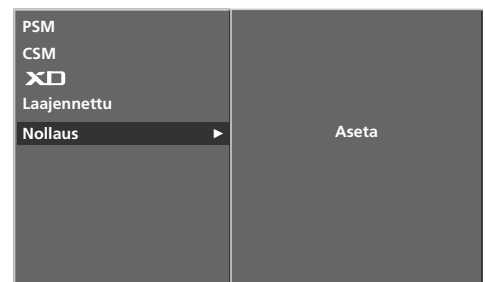 PSM
CSM
XD
Laajennettu
Nollaus ►
Aseta